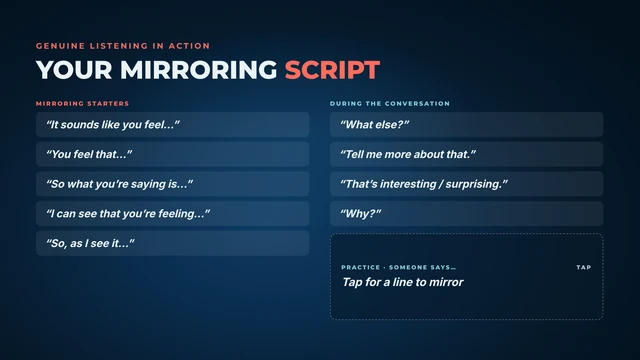 GENUINE LISTENING IN ACTION
YOUR MIRRORING SCRIPT
MIRRORING STARTERS
“It sounds like you feel...”
“You feel that...”
“So what you’re saying is...”
“I can see that you’re feeling...”
“So, as I see it...”
DURING THE CONVERSATION
“What else?”
“Tell me more about that.”
“That’s interesting / surprising.”
“Why?”
PRACTICE · SOMEONE SAYS... TAP
Tap for a line to mirror